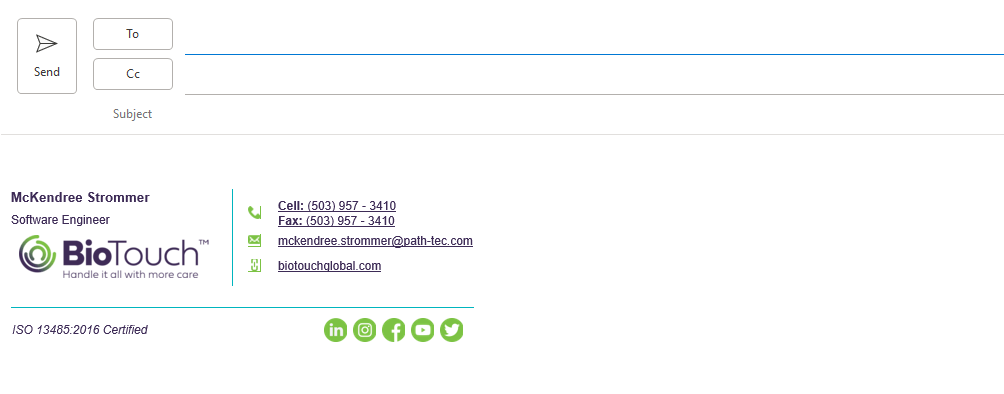 To
Send
Cc
Subject
McKendree Strommer
Software Engineer
BioTouch™
Handle it all with more care
Cell: (503) 957 - 3410
Fax: (503) 957 - 3410
mckendree.strommer@path-tec.com
biotouchglobal.com
ISO 13485:2016 Certified
in